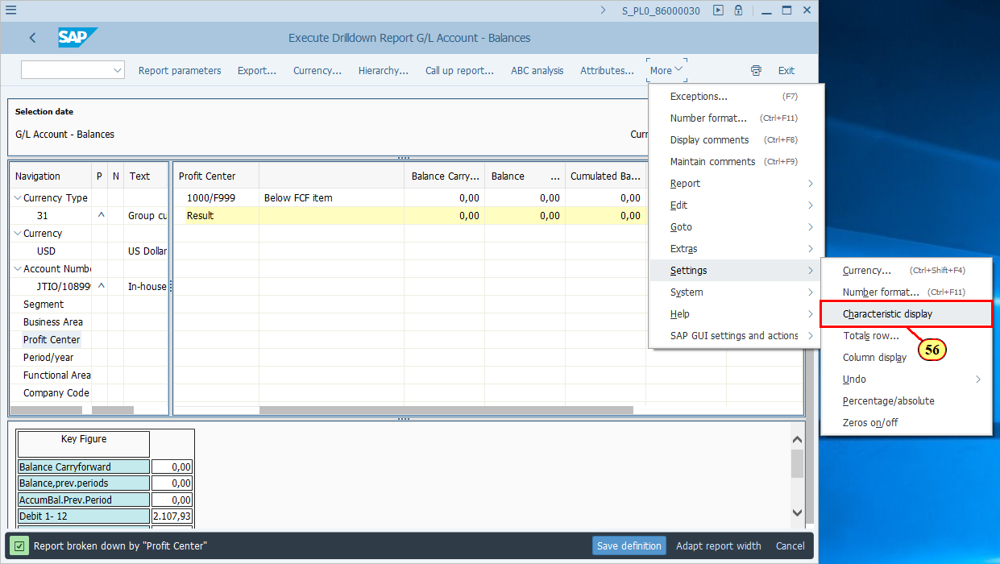 S_PL0_86000030
SAP
Execute Drilldown Report G/L Account - Balances
Report parameters
Export...
Currency...
Hierarchy...
Call up report...
ABC analysis
Attributes...
More
Exit
Selection date
G/L Account - Balances
Curr
Exceptions... (F7)
Number format... (Ctrl+F11)
Display comments (Ctrl+F8)
Maintain comments (Ctrl+F9)
Report
Edit
Goto
Extras
Settings
System
Help
SAP GUI settings and actions
Currency... (Ctrl+Shift+F4)
Number format... (Ctrl+F11)
Characteristic display
Totals row...
56
Column display
Undo
Percentage/absolute
Zeros on/off
Navigation P N Text
Currency Type
31 Group cu
Currency
USD US Dollar
Account Numbe
JTIO/10899 In-house
Segment
Business Area
Profit Center
Period/year
Functional Area
Company Code
Profit Center Balance Carry... Balance ... Cumulated Ba...
1000/F999 Below FCF item 0,00 0,00 0,00
Result 0,00 0,00 0,00
Key Figure
Balance Carryforward 0,00
Balance,prev.periods 0,00
AccumBal.Prev.Period 0,00
Debit 1- 12 2.107,93
Report broken down by "Profit Center"
Save definition
Adapt report width
Cancel